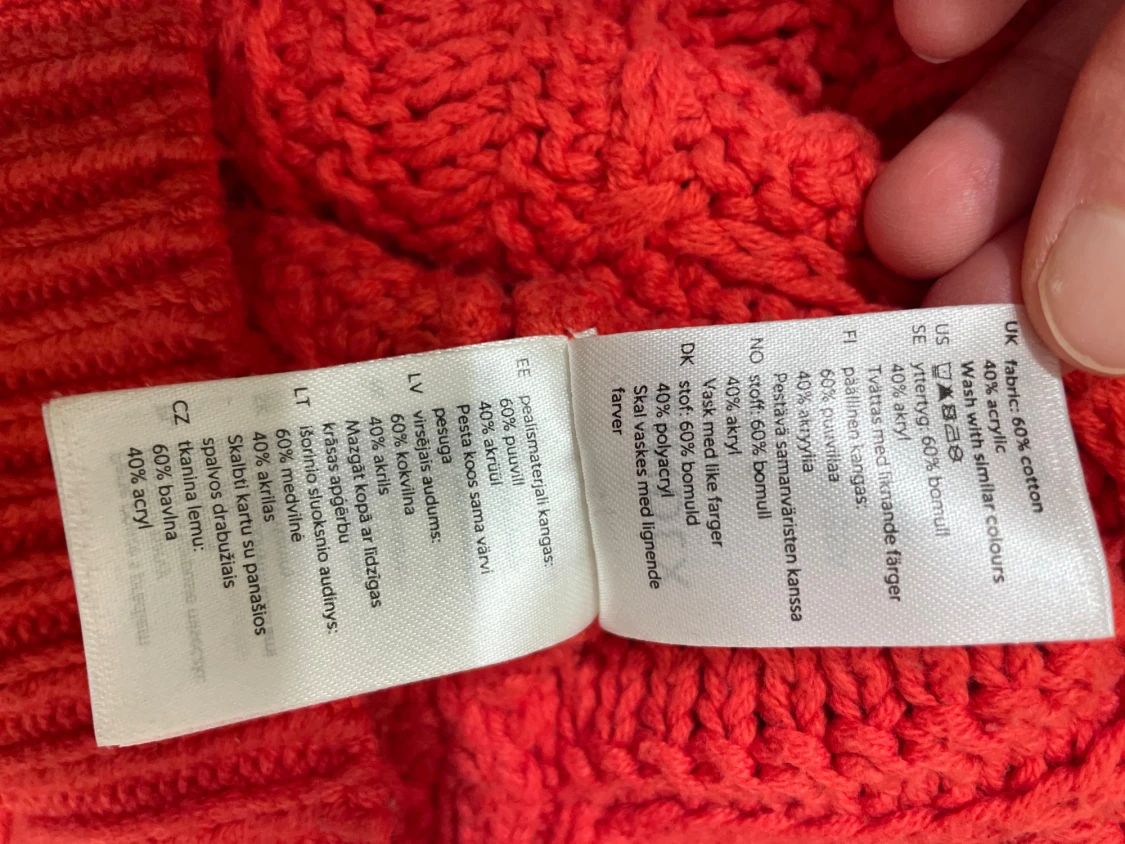 UK fabric: 60% cotton
40% acrylic
Wash with similar colours
US
SE yttertyg: 60% bomull
40% akryl
Tvättas med liknande färger
FI päällinen kangas:
60% puuvillaa
40% akryylia
Pestävä samanväristen kanssa
NO stoff: 60% bomull
40% akryl
Vask med like farger
DK stof: 60% bomuld
40% polyacryl
Skal vaskes med lignende
farver
EE pealismaterjali kangas:
60% puuvill
40% akrüül
Pesta koos sama värvi
pesuga
LV virsējais audums:
60% kokvilna
40% akrils
Mazgāt kopā ar līdzīgas
krāsas apģērbu
LT išorinio sluoksnio audinys:
60% medvilnė
40% akrilas
Skalbti kartu su panašios
spalvos drabužiais
CZ tkanina lemu:
60% bavlna
40% acryl